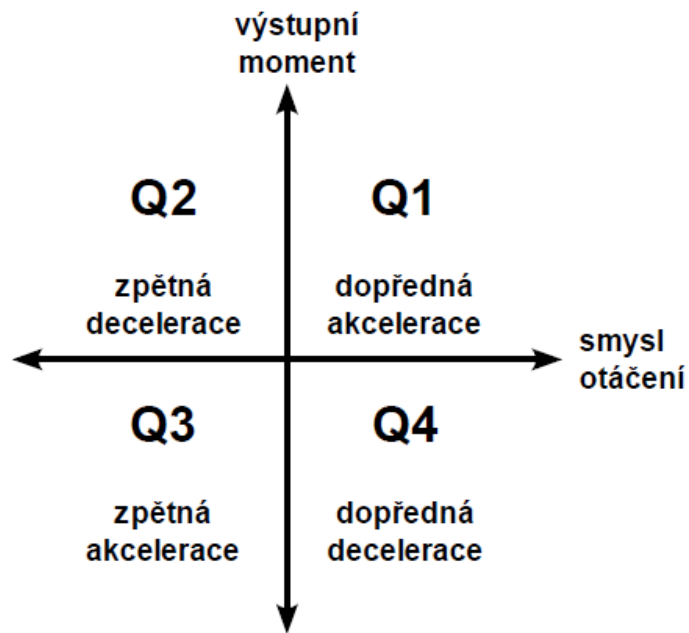 výstupní
moment
Q2
Q1
zpětná
decelerace
dopředná
akcelerace
smysl
otáčení
Q3
Q4
zpětná
akcelerace
dopředná
decelerace